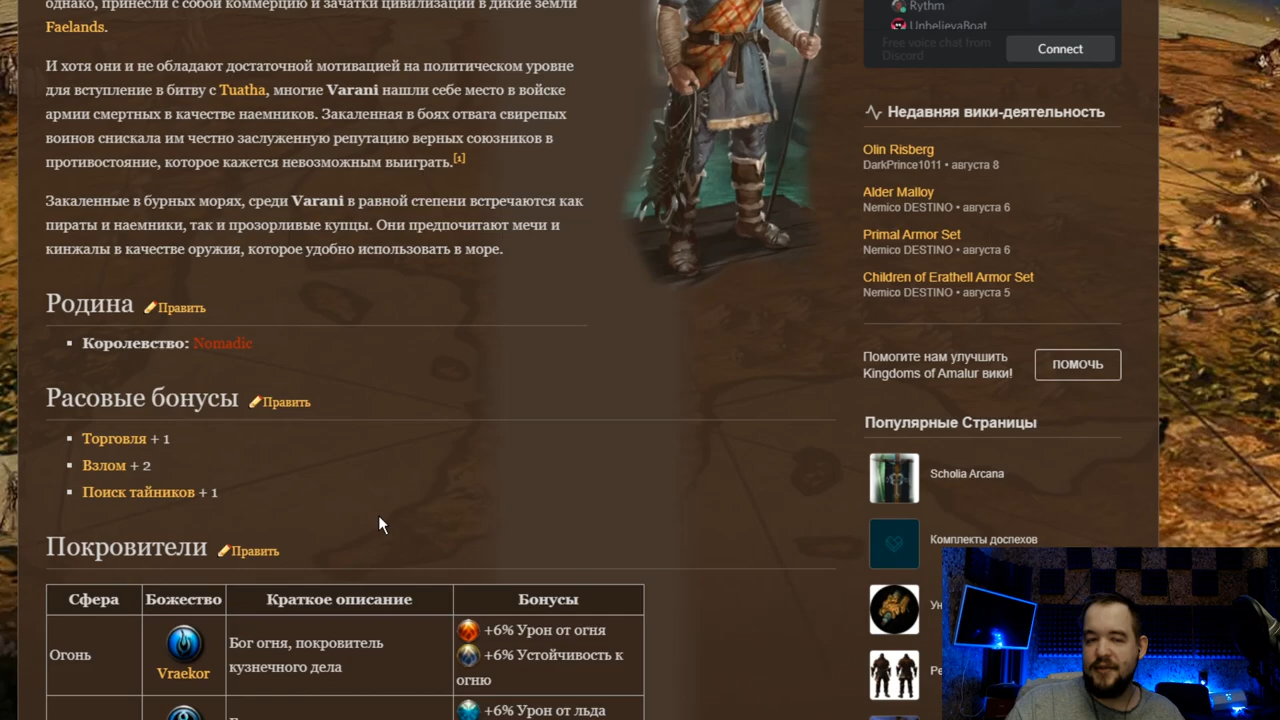 однако, принесли с собой коммерцию и зачатки цивилизации в дикие земли
Faelands.
И хотя они и не обладают достаточной мотивацией на политическом уровне
для вступления в битву с Tuatha, многие Varani нашли себе место в войске
армии смертных в качестве наемников. Закаленная в боях отвага свирепых
воинов снискала им честно заслуженную репутацию верных союзников в
противостояние, которое кажется невозможным выиграть.[1]
Закаленные в бурных морях, среди Varani в равной степени встречаются как
пираты и наемники, так и прозорливые купцы. Они предпочитают мечи и
кинжалы в качестве оружия, которое удобно использовать в море.
Родина Править
Королевство: Nomadic
Расовые бонусы Править
Торговля + 1
Взлом + 2
Поиск тайников + 1
Покровители Править
Сфера Божество Краткое описание Бонусы
Огонь
Vraekor
Бог огня, покровитель
кузнечного дела
+6% Урон от огня
+6% Устойчивость к
огню
+6% Урон от льда
Rythm
UnbelievaBoat
Free voice chat from
Discord
Connect
Недавняя вики-деятельность
Olin Risberg
DarkPrince1011 • августа 8
Alder Malloy
Nemico DESTINO • августа 6
Primal Armor Set
Nemico DESTINO • августа 6
Children of Erathell Armor Set
Nemico DESTINO • августа 5
Помогите нам улучшить
Kingdoms of Amalur вики!
ПОМОЧЬ
Популярные Страницы
Scholia Arcana
Комплекты доспехов
Ун
Ре